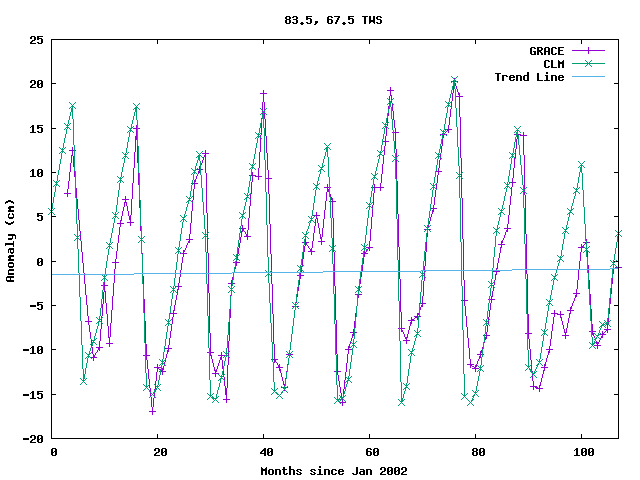 83.5, 67.5 TWS
25
20
15
10
5
0
-5
-10
-15
-20
Anomaly (cm)
GRACE
CLM
Trend Line
0 20 40 60 80 100
Months since Jan 2002